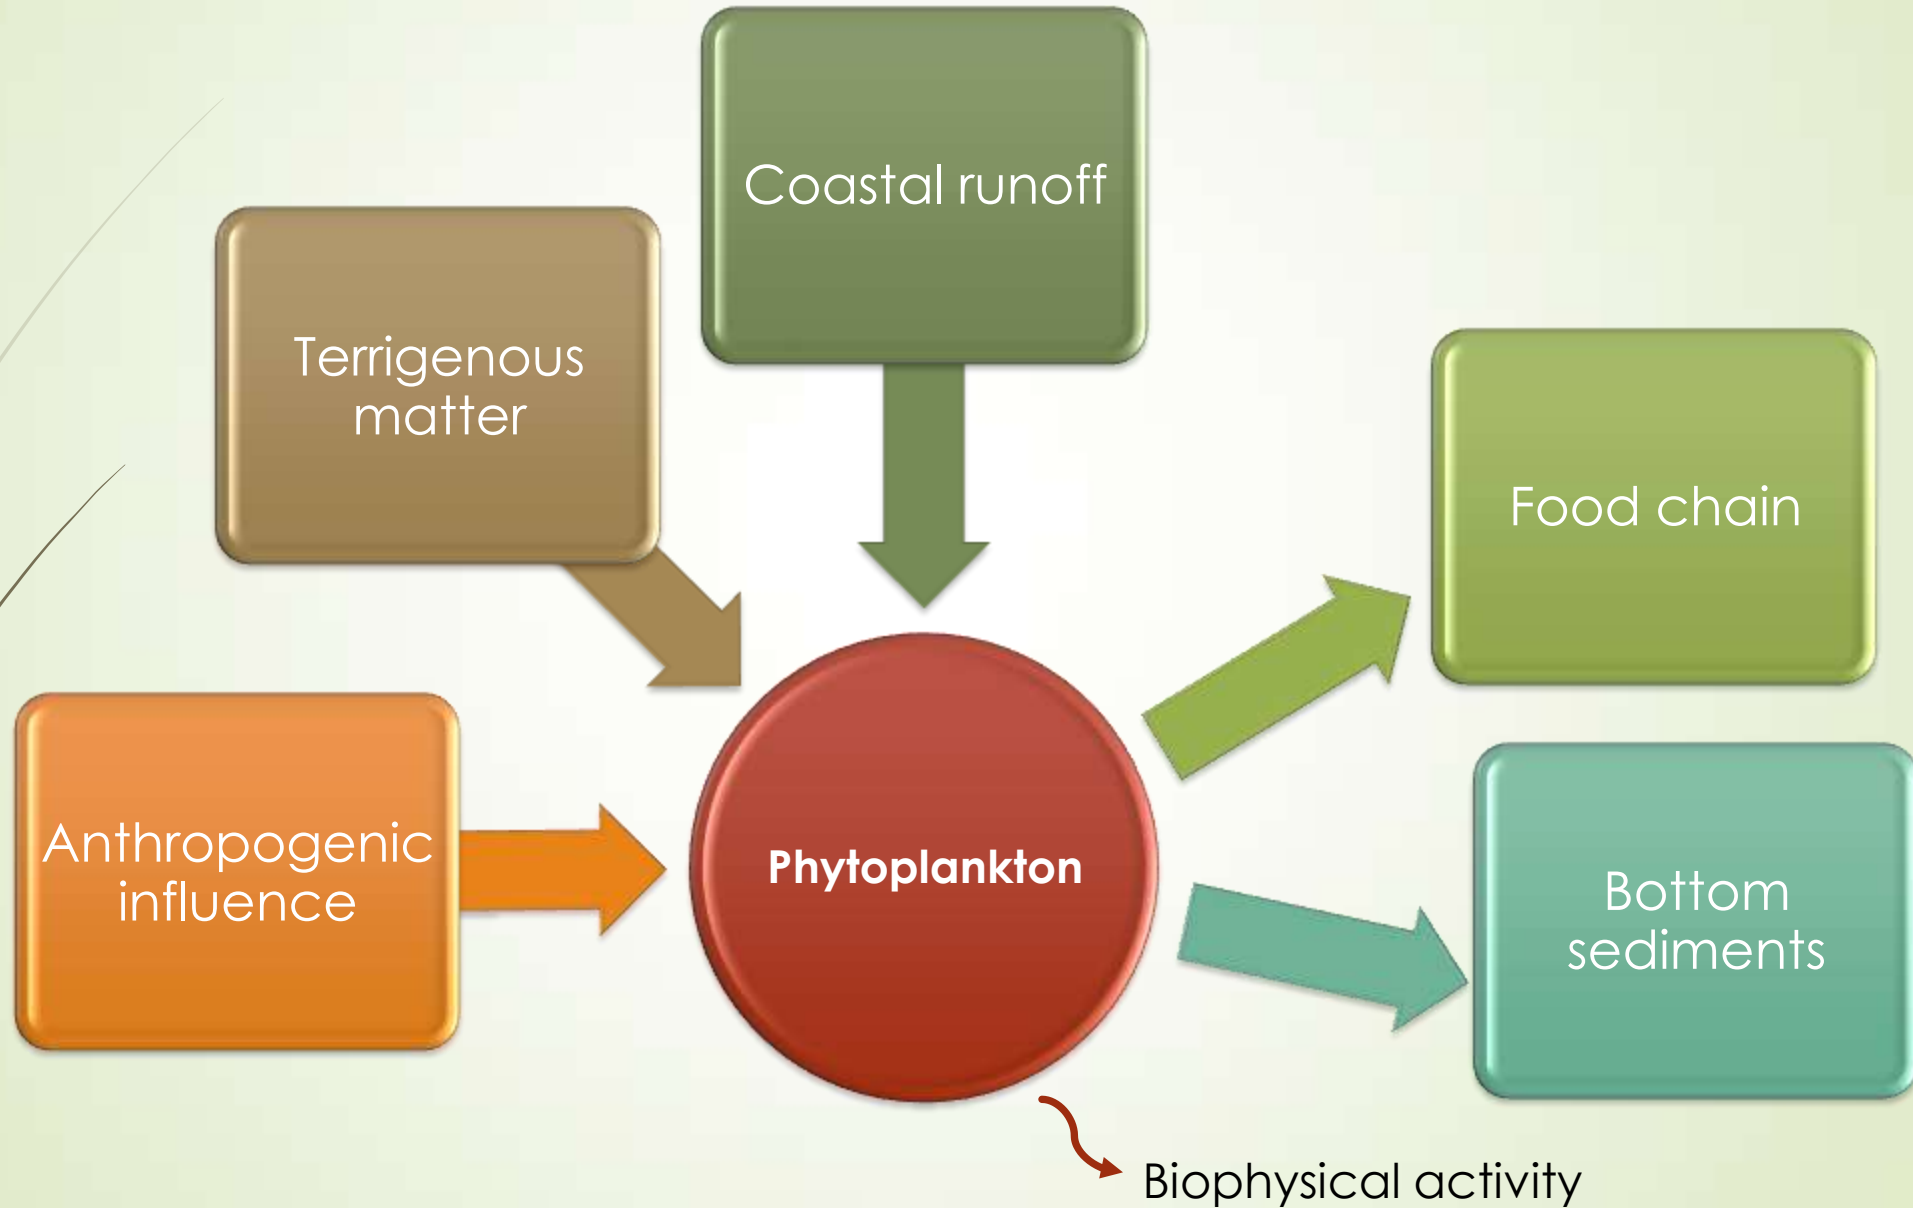 Coastal runoff
Terrigenous
matter
Food chain
Anthropogenic
influence
Phytoplankton
Bottom
sediments
Biophysical activity